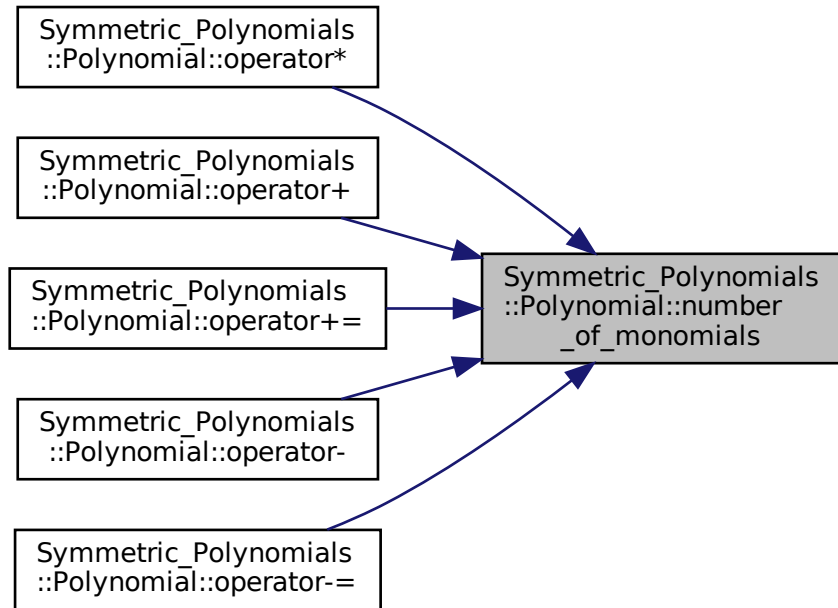 Symmetric_Polynomials
::Polynomial::operator*
Symmetric_Polynomials
::Polynomial::operator+
Symmetric_Polynomials
::Polynomial::operator+=
Symmetric_Polynomials
::Polynomial::operator-
Symmetric_Polynomials
::Polynomial::operator-=
Symmetric_Polynomials
::Polynomial::number
_of_monomials